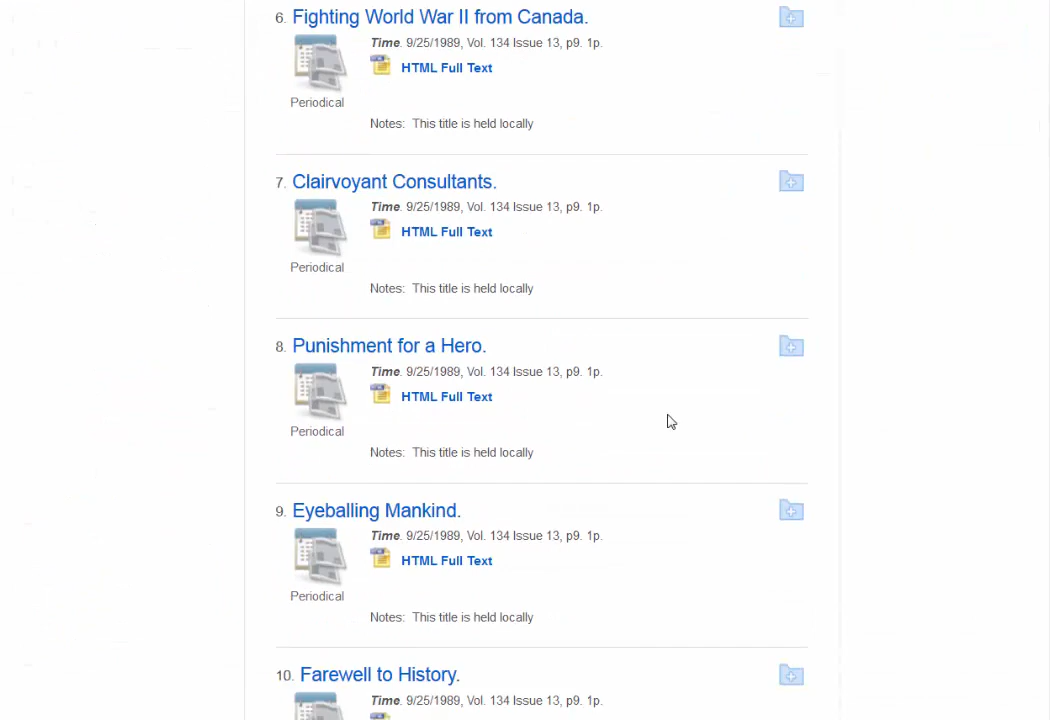 6. Fighting World War II from Canada.
Time. 9/25/1989, Vol. 134 Issue 13, p9. 1p.
HTML Full Text
Periodical
Notes: This title is held locally
7. Clairvoyant Consultants.
Time. 9/25/1989, Vol. 134 Issue 13, p9. 1p.
HTML Full Text
Periodical
Notes: This title is held locally
8. Punishment for a Hero.
Time. 9/25/1989, Vol. 134 Issue 13, p9. 1p.
HTML Full Text
Periodical
Notes: This title is held locally
9. Eyeballing Mankind.
Time. 9/25/1989, Vol. 134 Issue 13, p9. 1p.
HTML Full Text
Periodical
Notes: This title is held locally
10. Farewell to History.
Time. 9/25/1989, Vol. 134 Issue 13, p9. 1p.